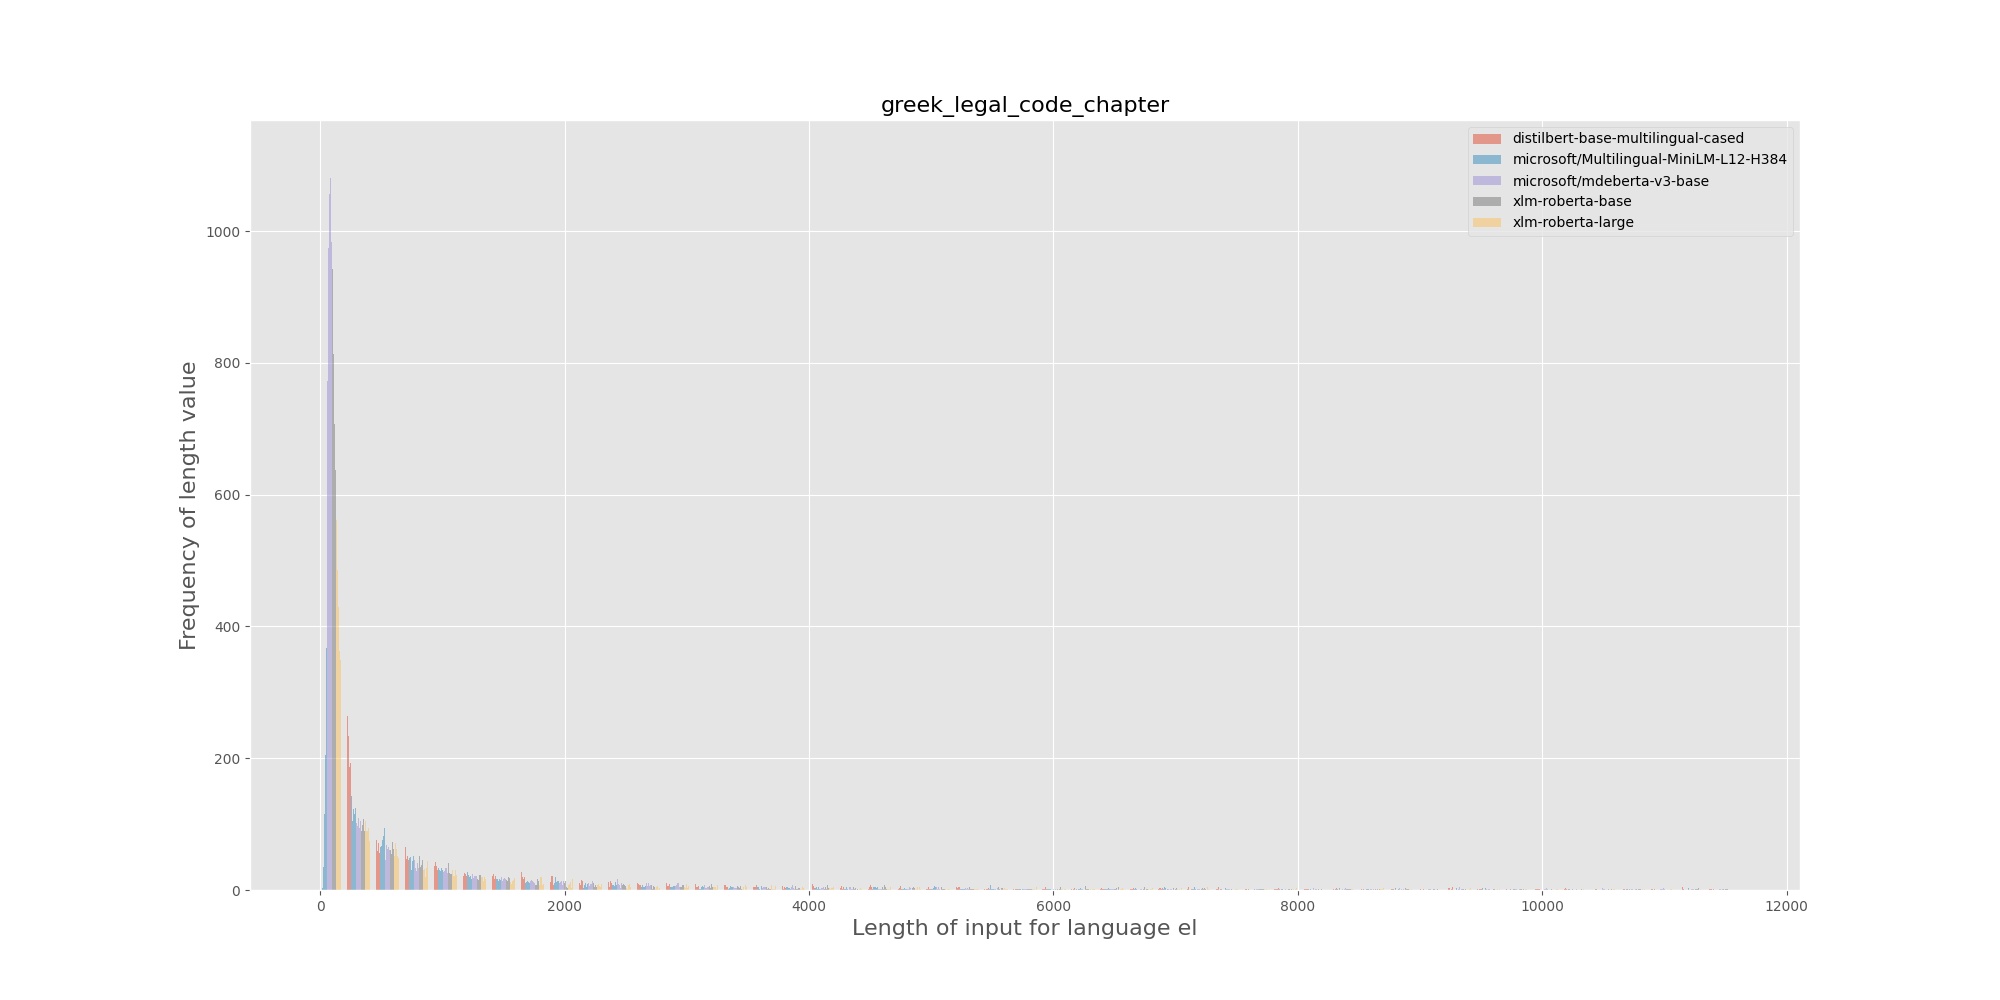 greek_legal_code_chapter
distilbert-base-multilingual-cased
microsoft/Multilingual-MiniLM-L12-H384
microsoft/mdeberta-v3-base
xlm-roberta-base
xlm-roberta-large
Frequency of length value
1000
800
600
400
200
0
0 2000 4000 6000 8000 10000 12000
Length of input for language el